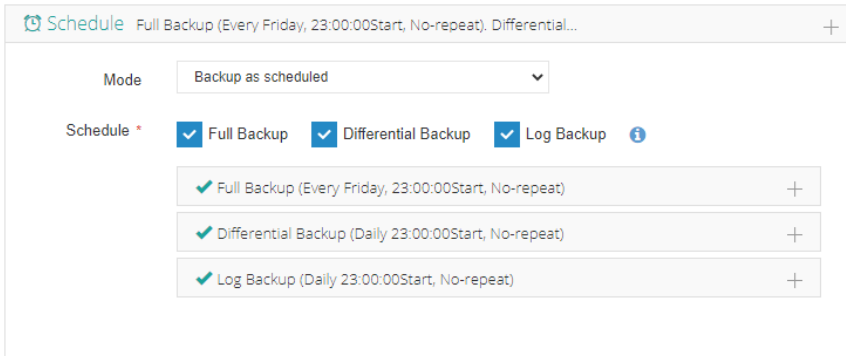 Schedule Full Backup (Every Friday, 23:00:00Start, No-repeat). Differential...
Mode Backup as scheduled
Schedule * Full Backup Differential Backup Log Backup
Full Backup (Every Friday, 23:00:00Start, No-repeat)
Differential Backup (Daily 23:00:00Start, No-repeat)
Log Backup (Daily 23:00:00Start, No-repeat)